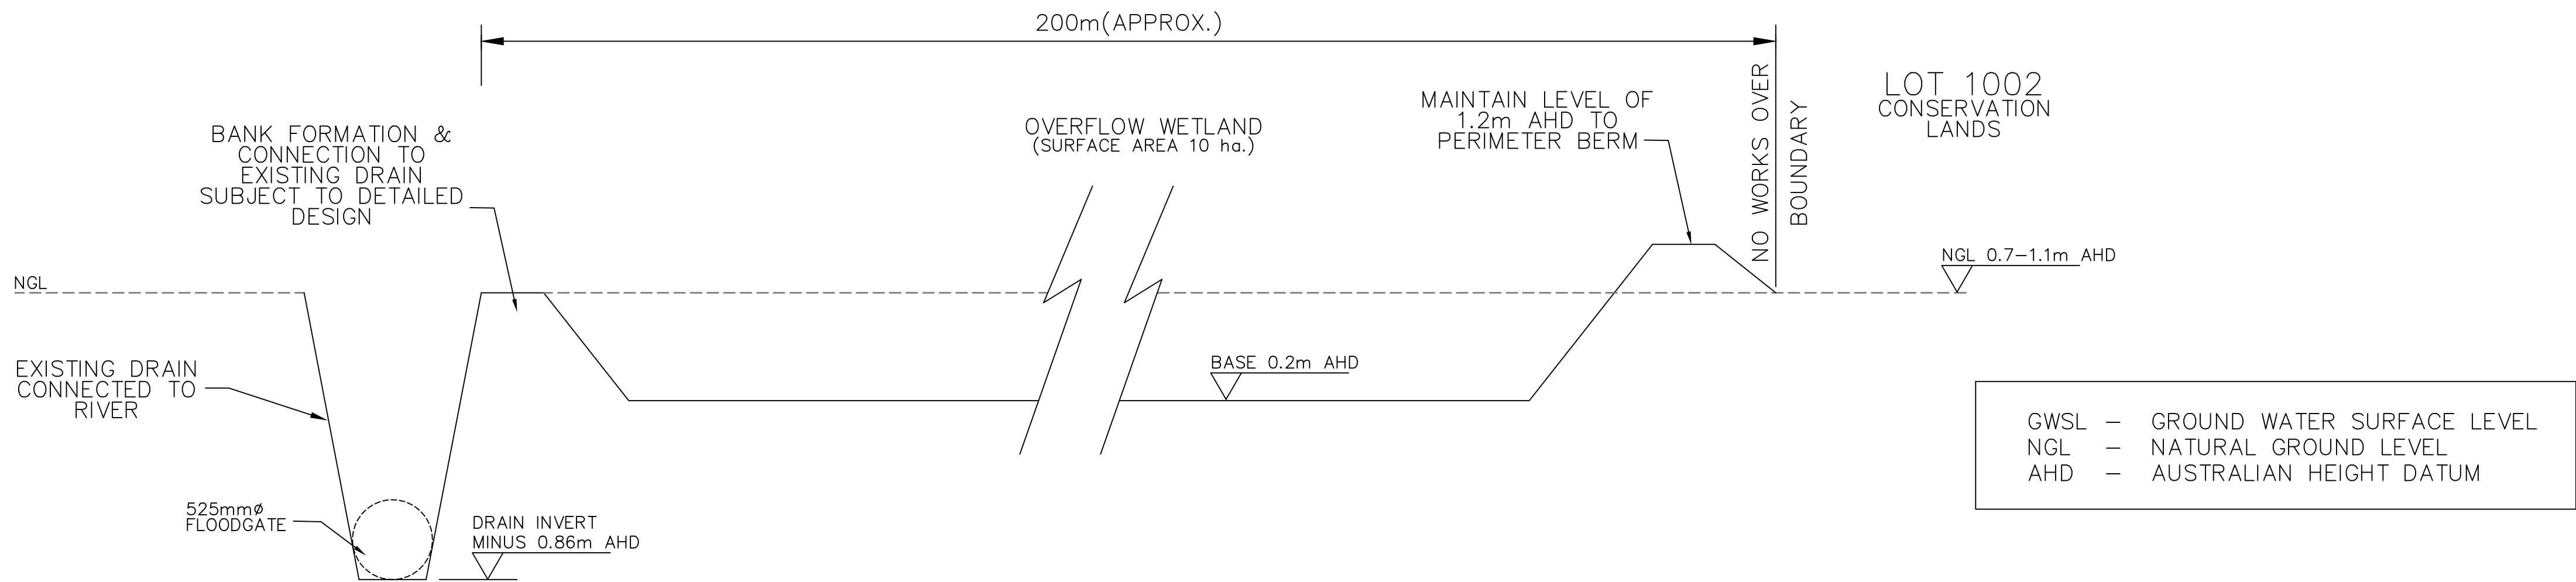 200m(APPROX.)
BANK FORMATION &
CONNECTION TO
EXISTING DRAIN
SUBJECT TO DETAILED
DESIGN
OVERFLOW WETLAND
(SURFACE AREA 10 ha.)
MAINTAIN LEVEL OF
1.2m AHD TO
PERIMETER BERM
NO WORKS OVER
BOUNDARY
LOT 1002
CONSERVATION
LANDS
NGL
NGL 0.7-1.1m AHD
EXISTING DRAIN
CONNECTED TO
RIVER
BASE 0.2m AHD
525mmø
FLOODGATE
DRAIN INVERT
MINUS 0.86m AHD
GWSL - GROUND WATER SURFACE LEVEL
NGL - NATURAL GROUND LEVEL
AHD - AUSTRALIAN HEIGHT DATUM